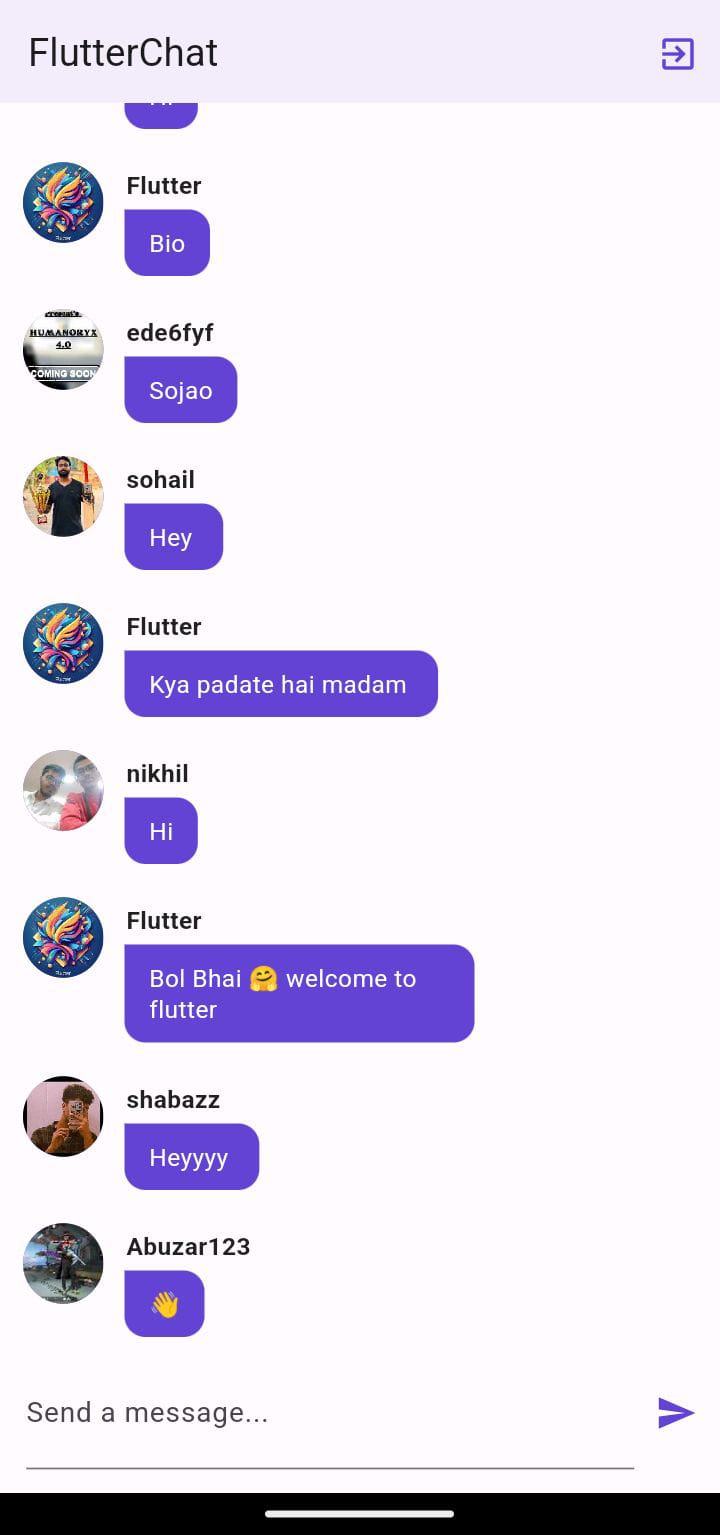 FlutterChat
Flutter
Bio
HUMANORYX
4.0
COMING SOON
ede6fyf
Sojao
sohail
Hey
Flutter
Kya padate hai madam
nikhil
Hi
Flutter
Bol Bhai 🤗 welcome to
flutter
shabazz
Heyyyy
Abuzar123
👋
Send a message...